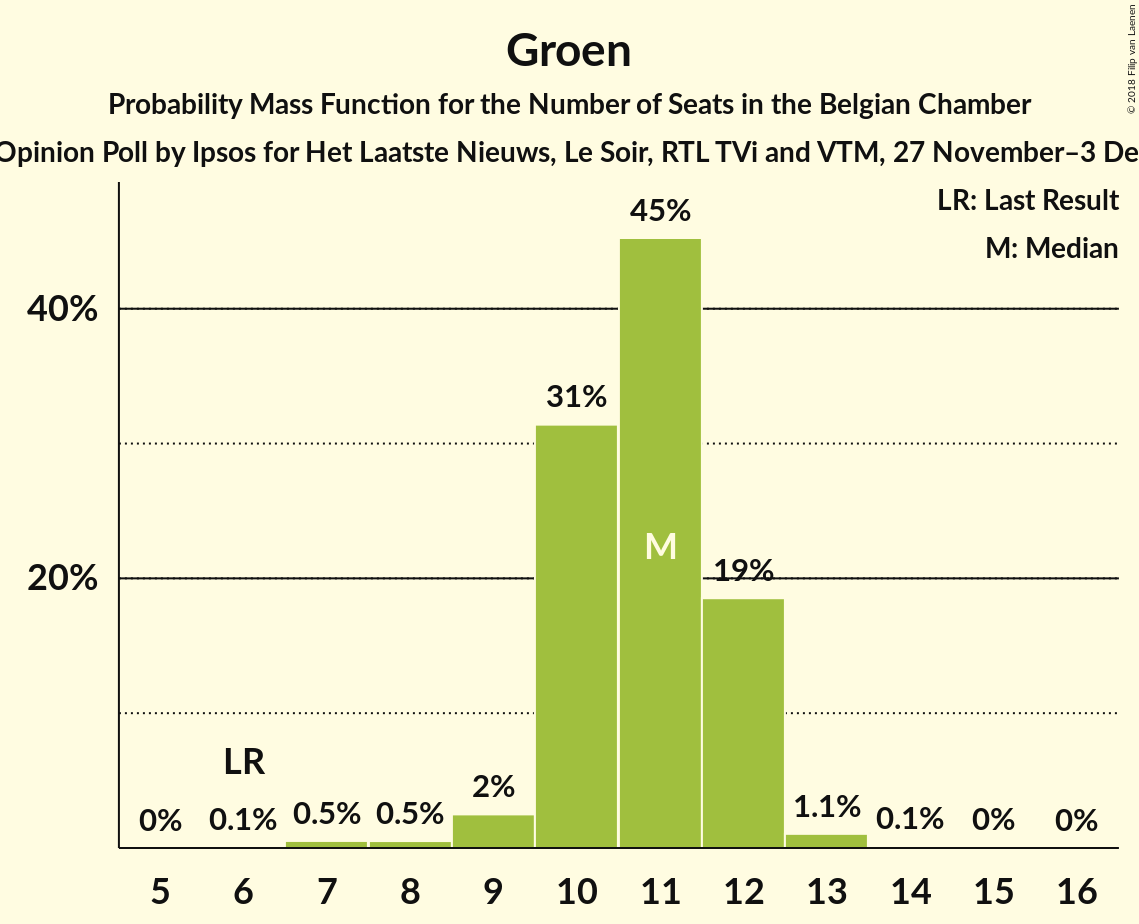 Groen
Probability Mass Function for the Number of Seats in the Belgian Chamber
Opinion Poll by Ipsos for Het Laatste Nieuws, Le Soir, RTL TVi and VTM, 27 November–3 De
© 2018 Filip van Laenen
LR: Last Result
M: Median
45%
40%
31%
M
20%
19%
LR
0% 0.1% 0.5% 0.5% 2% 1.1% 0.1% 0% 0%
5 6 7 8 9 10 11 12 13 14 15 16